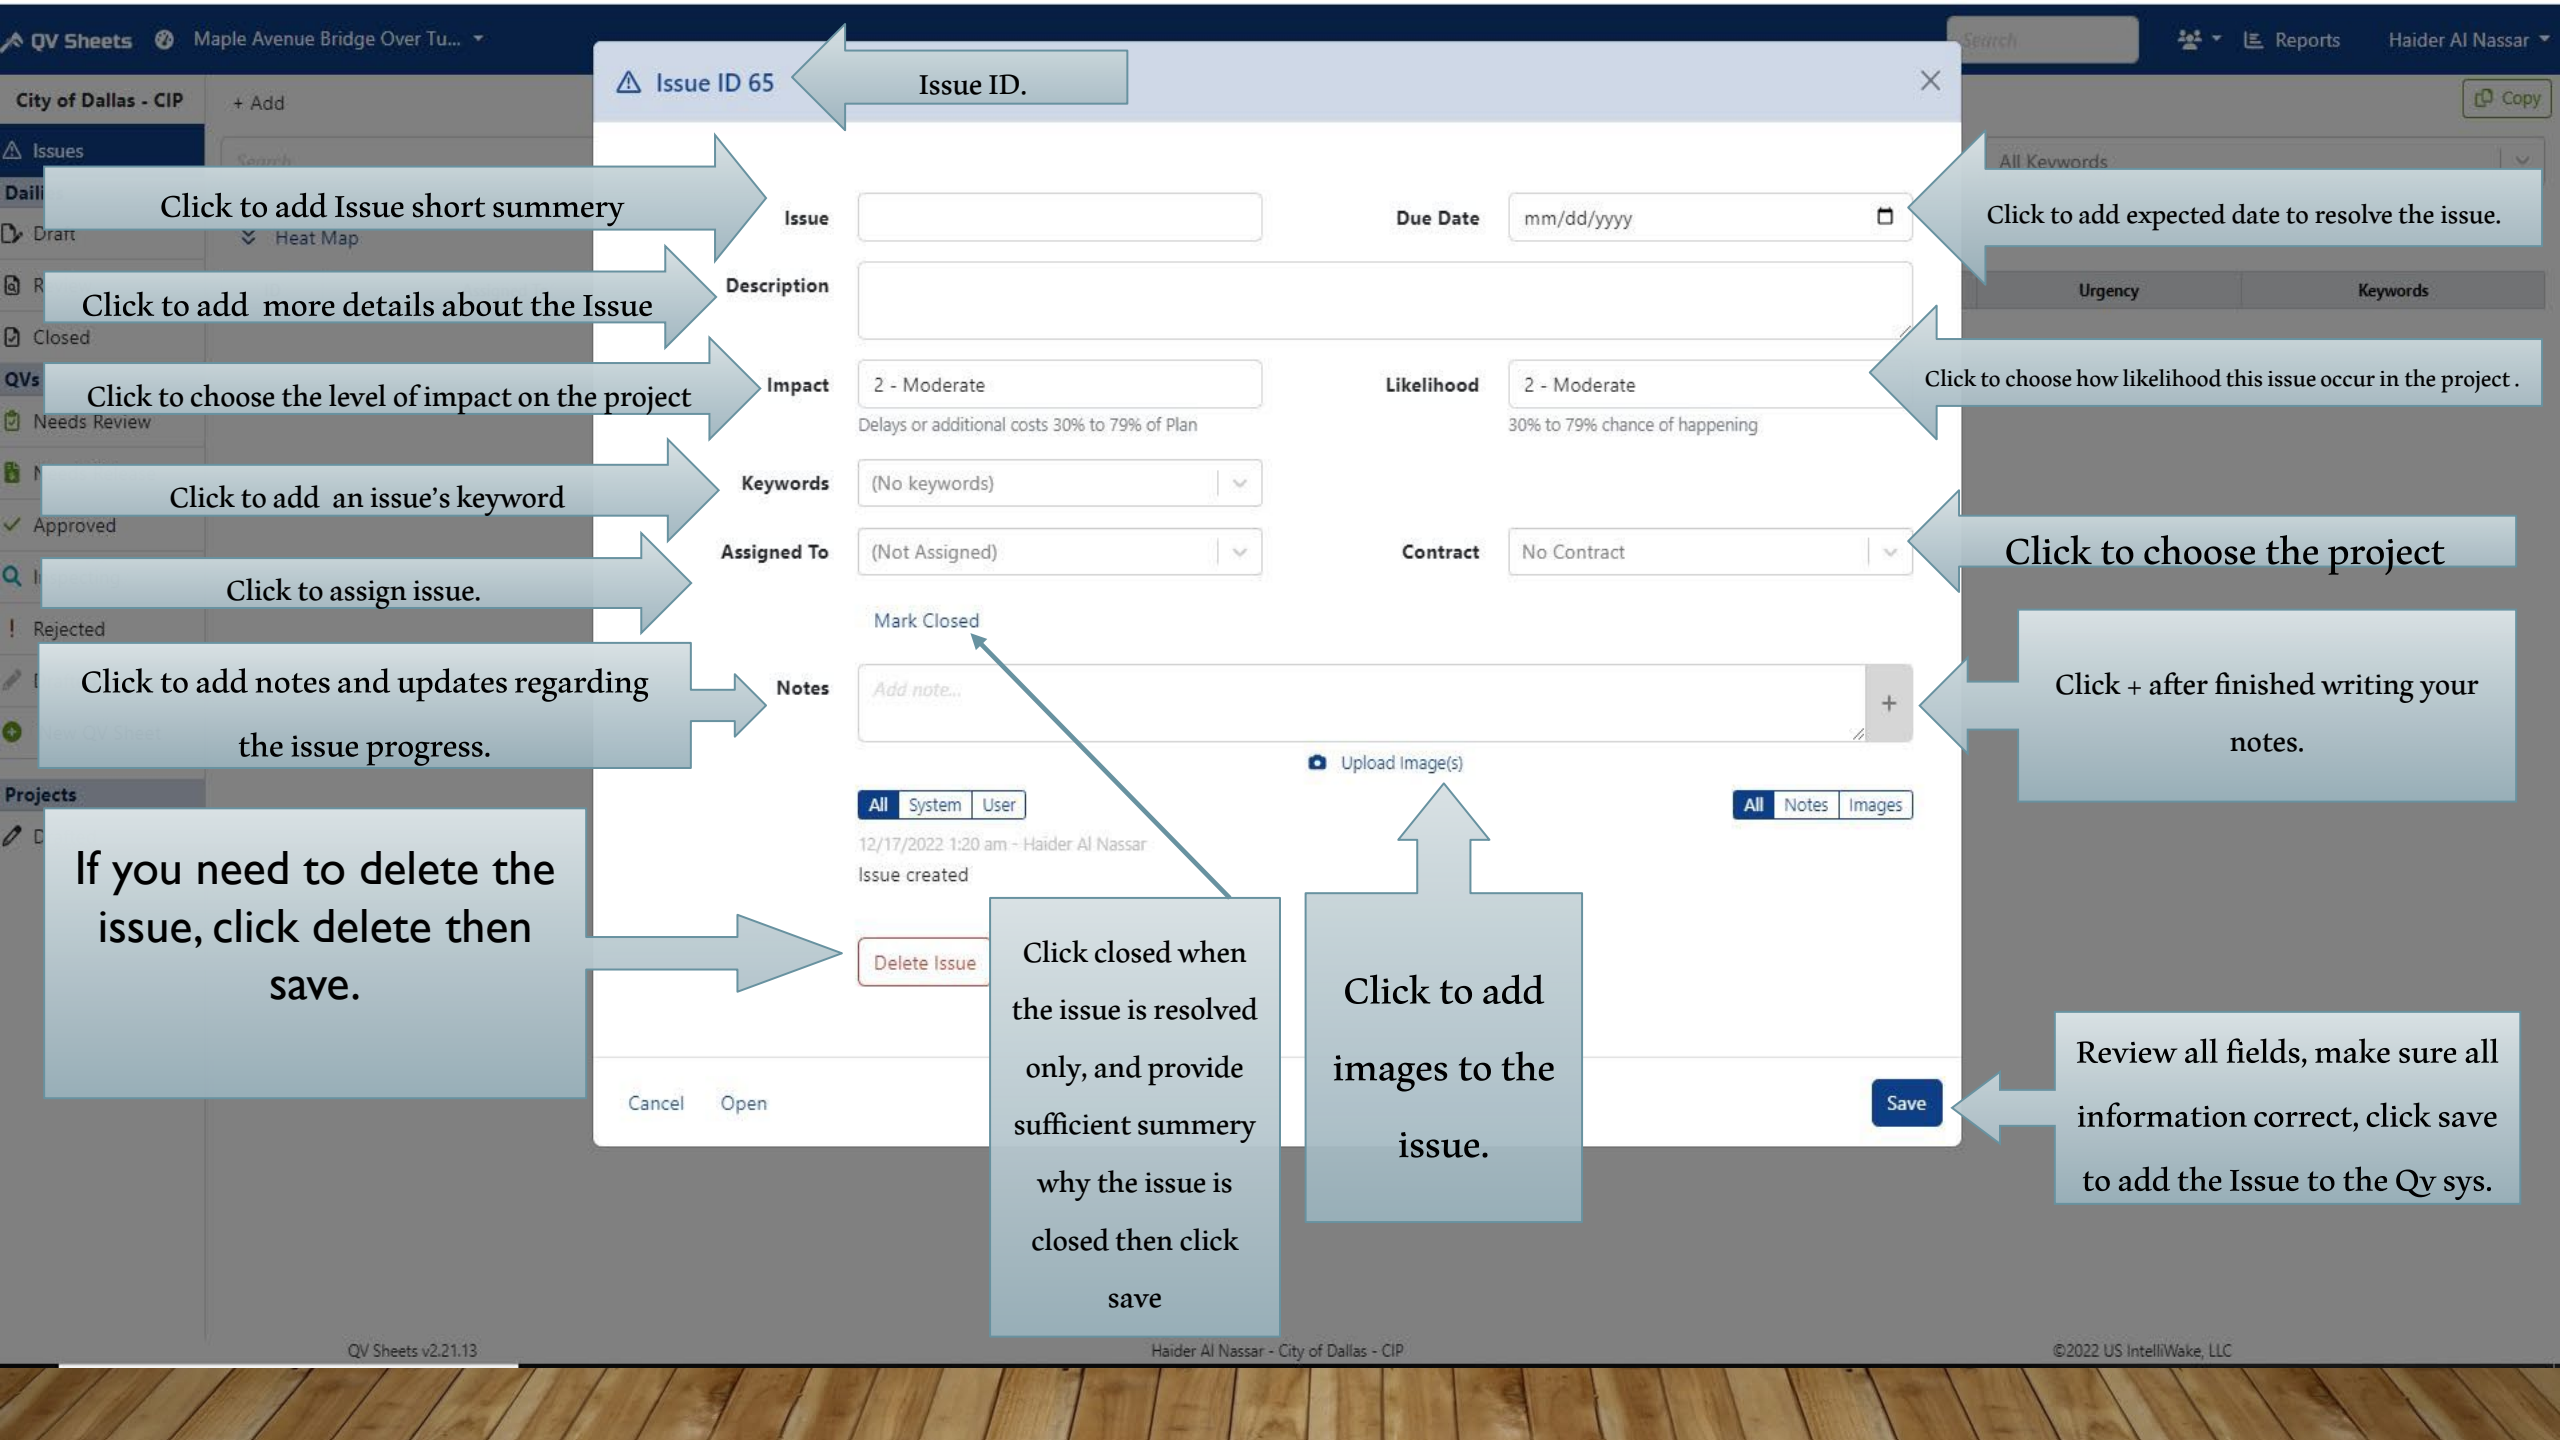 QV Sheets Maple Avenue Bridge Over Tu... Search Reports Haider Al Nassar
City of Dallas - CIP + Add Copy
Issue ID 65
Issue ID.
Issues Search All Keywords
Click to add Issue short summery
Issue
Due Date mm/dd/yyyy
Click to add expected date to resolve the issue.
Draft Heat Map
Click to add more details about the Issue
Description
Urgency Keywords
Closed
QVs
Click to choose the level of impact on the project
Impact 2 - Moderate
Likelihood 2 - Moderate
Click to choose how likelihood this issue occur in the project .
Delays or additional costs 30% to 79% of Plan
30% to 79% chance of happening
Needs Review
Click to add an issue's keyword
Keywords (No keywords)
Approved
Click to assign issue.
Assigned To (Not Assigned)
Contract No Contract
Click to choose the project
Mark Closed
Rejected
Click to add notes and updates regarding
the issue progress.
Notes Add note... +
Click + after finished writing your
notes.
New QV Sheet
Upload Image(s)
Projects
All System User
All Notes Images
12/17/2022 1:20 am - Haider Al Nassar
Issue created
If you need to delete the
issue, click delete then
save.
Delete Issue
Click closed when
the issue is resolved
only, and provide
sufficient summery
why the issue is
closed then click
save
Click to add
images to the
issue.
Cancel Open Save
Review all fields, make sure all
information correct, click save
to add the Issue to the Qv sys.
QV Sheets v2.21.13 Haider Al Nassar - City of Dallas - CIP ©2022 US IntelliWake, LLC